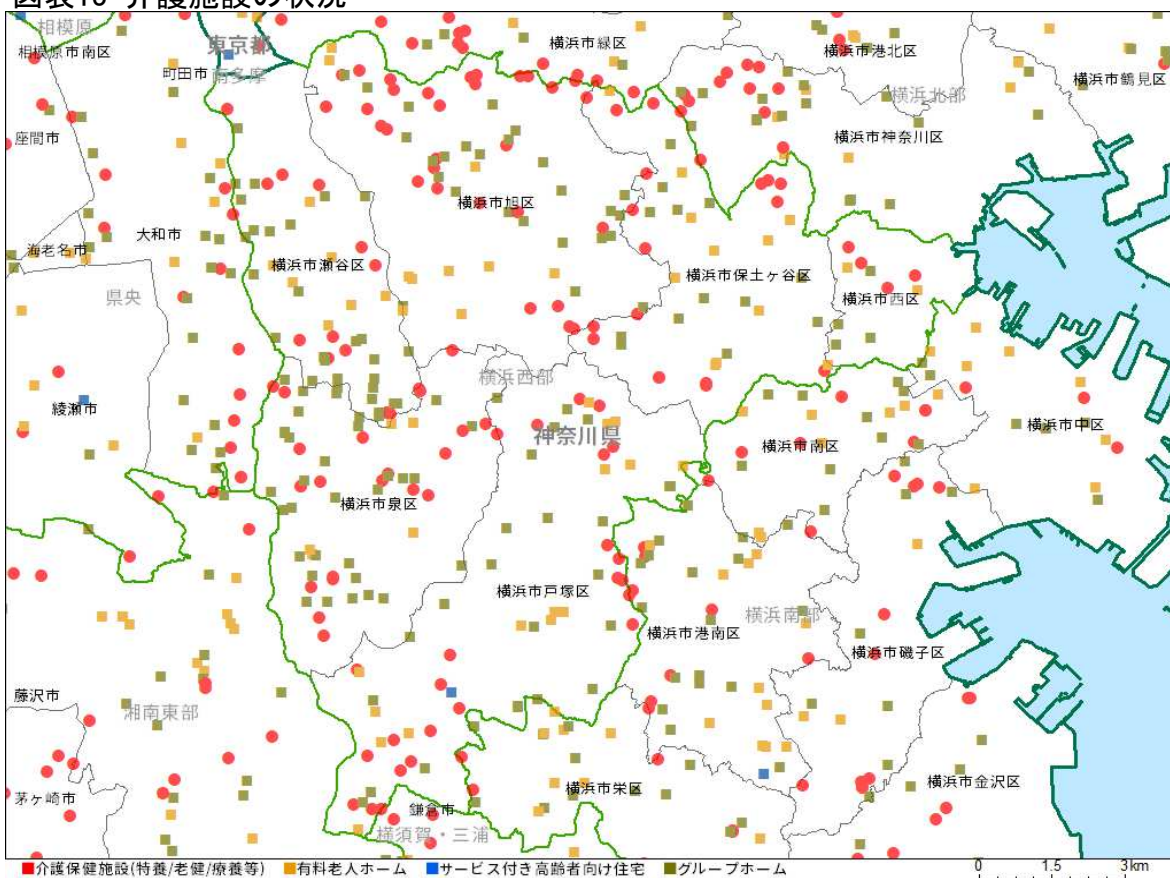 図表16 介護施設の状況
相模原
東京都
横浜市緑区
横浜市港北区
相模原市南区
町田市
南多摩
横浜市鶴見区
横浜北部
座間市
横浜市神奈川区
横浜市旭区
大和市
海老名市
横浜市瀬谷区
横浜市保土ヶ谷区
県央
横浜市西区
横浜西部
綾瀬市
神奈川県
横浜市中区
横浜市南区
横浜市泉区
横浜市戸塚区
横浜南部
横浜市港南区
横浜市磯子区
藤沢市
湘南東部
横浜市金沢区
横浜市栄区
茅ヶ崎市
鎌倉市
横須賀・三浦
介護保健施設(特養/老健/療養等) 有料老人ホーム サービス付き高齢者向け住宅 グループホーム
0 1.5 3km